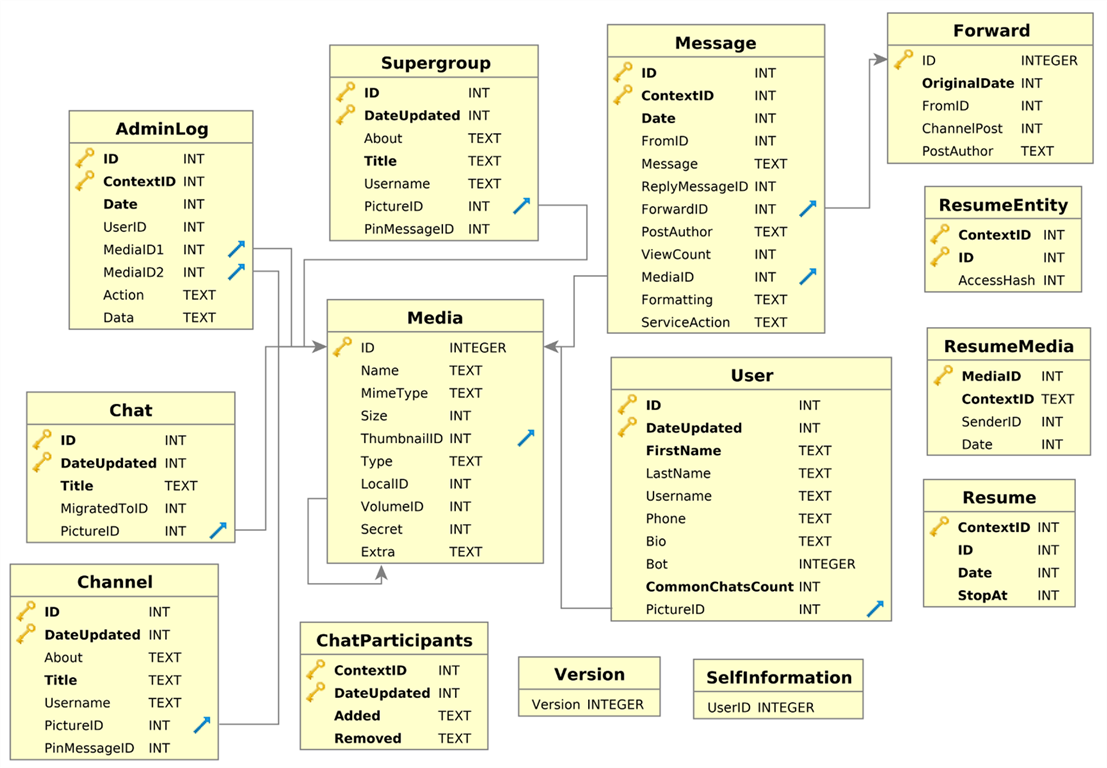 AdminLog
ID INT
ContextID INT
Date INT
UserID INT
MediaID1 INT
MediaID2 INT
Action TEXT
Data TEXT
Supergroup
ID INT
DateUpdated INT
About TEXT
Title TEXT
Username TEXT
PictureID INT
PinMessageID INT
Message
ID INT
ContextID INT
Date INT
FromID INT
Message TEXT
ReplyMessageID INT
ForwardID INT
PostAuthor TEXT
ViewCount INT
MediaID INT
Formatting TEXT
ServiceAction TEXT
Forward
ID INTEGER
OriginalDate INT
FromID INT
ChannelPost INT
PostAuthor TEXT
ResumeEntity
ContextID INT
ID INT
AccessHash INT
Media
ID INTEGER
Name TEXT
MimeType TEXT
Size INT
ThumbnailID INT
Type TEXT
LocalID INT
VolumeID INT
Secret INT
Extra TEXT
ResumeMedia
MediaID INT
ContextID TEXT
SenderID INT
Date INT
User
ID INT
DateUpdated INT
FirstName TEXT
LastName TEXT
Username TEXT
Phone TEXT
Bio TEXT
Bot INTEGER
CommonChatsCount INT
PictureID INT
Chat
ID INT
DateUpdated INT
Title TEXT
MigratedToID INT
PictureID INT
Resume
ContextID INT
ID INT
Date INT
StopAt INT
Channel
ID INT
DateUpdated INT
About TEXT
Title TEXT
Username TEXT
PictureID INT
PinMessageID INT
ChatParticipants
ContextID INT
DateUpdated INT
Added TEXT
Removed TEXT
Version
Version INTEGER
SelfInformation
UserID INTEGER